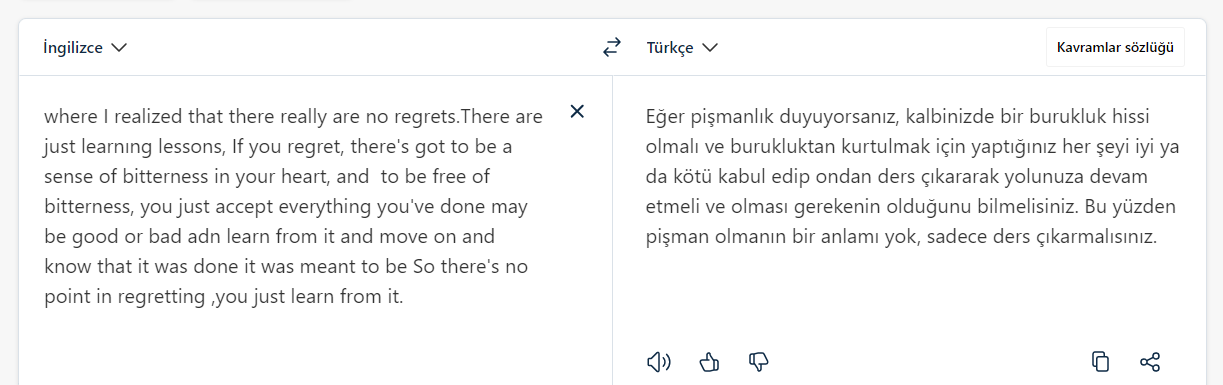 İngilizce
Türkçe
Kavramlar sözlüğü
where I realized that there really are no regrets.There are
just learnıng lessons, If you regret, there's got to be a
sense of bitterness in your heart, and  to be free of
bitterness, you just accept everything you've done may
be good or bad adn learn from it and move on and
know that it was done it was meant to be So there's no
point in regretting ,you just learn from it.
Eğer pişmanlık duyuyorsanız, kalbinizde bir burukluk hissi
olmalı ve burukluktan kurtulmak için yaptığınız her şeyi iyi ya
da kötü kabul edip ondan ders çıkararak yolunuza devam
etmeli ve olması gerekenin olduğunu bilmelisiniz. Bu yüzden
pişman olmanın bir anlamı yok, sadece ders çıkarmalısınız.